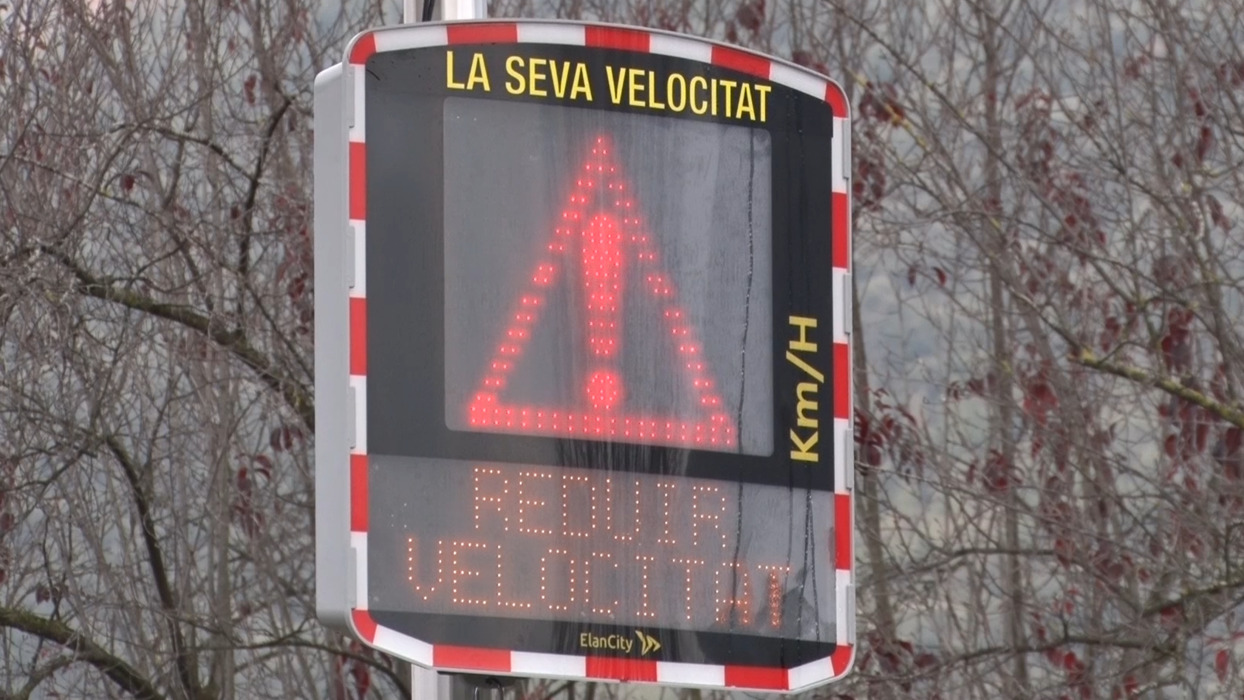 LA SEVA VELOCITAT
Km/H
REDUIR
VELOCITAT
ElanCity